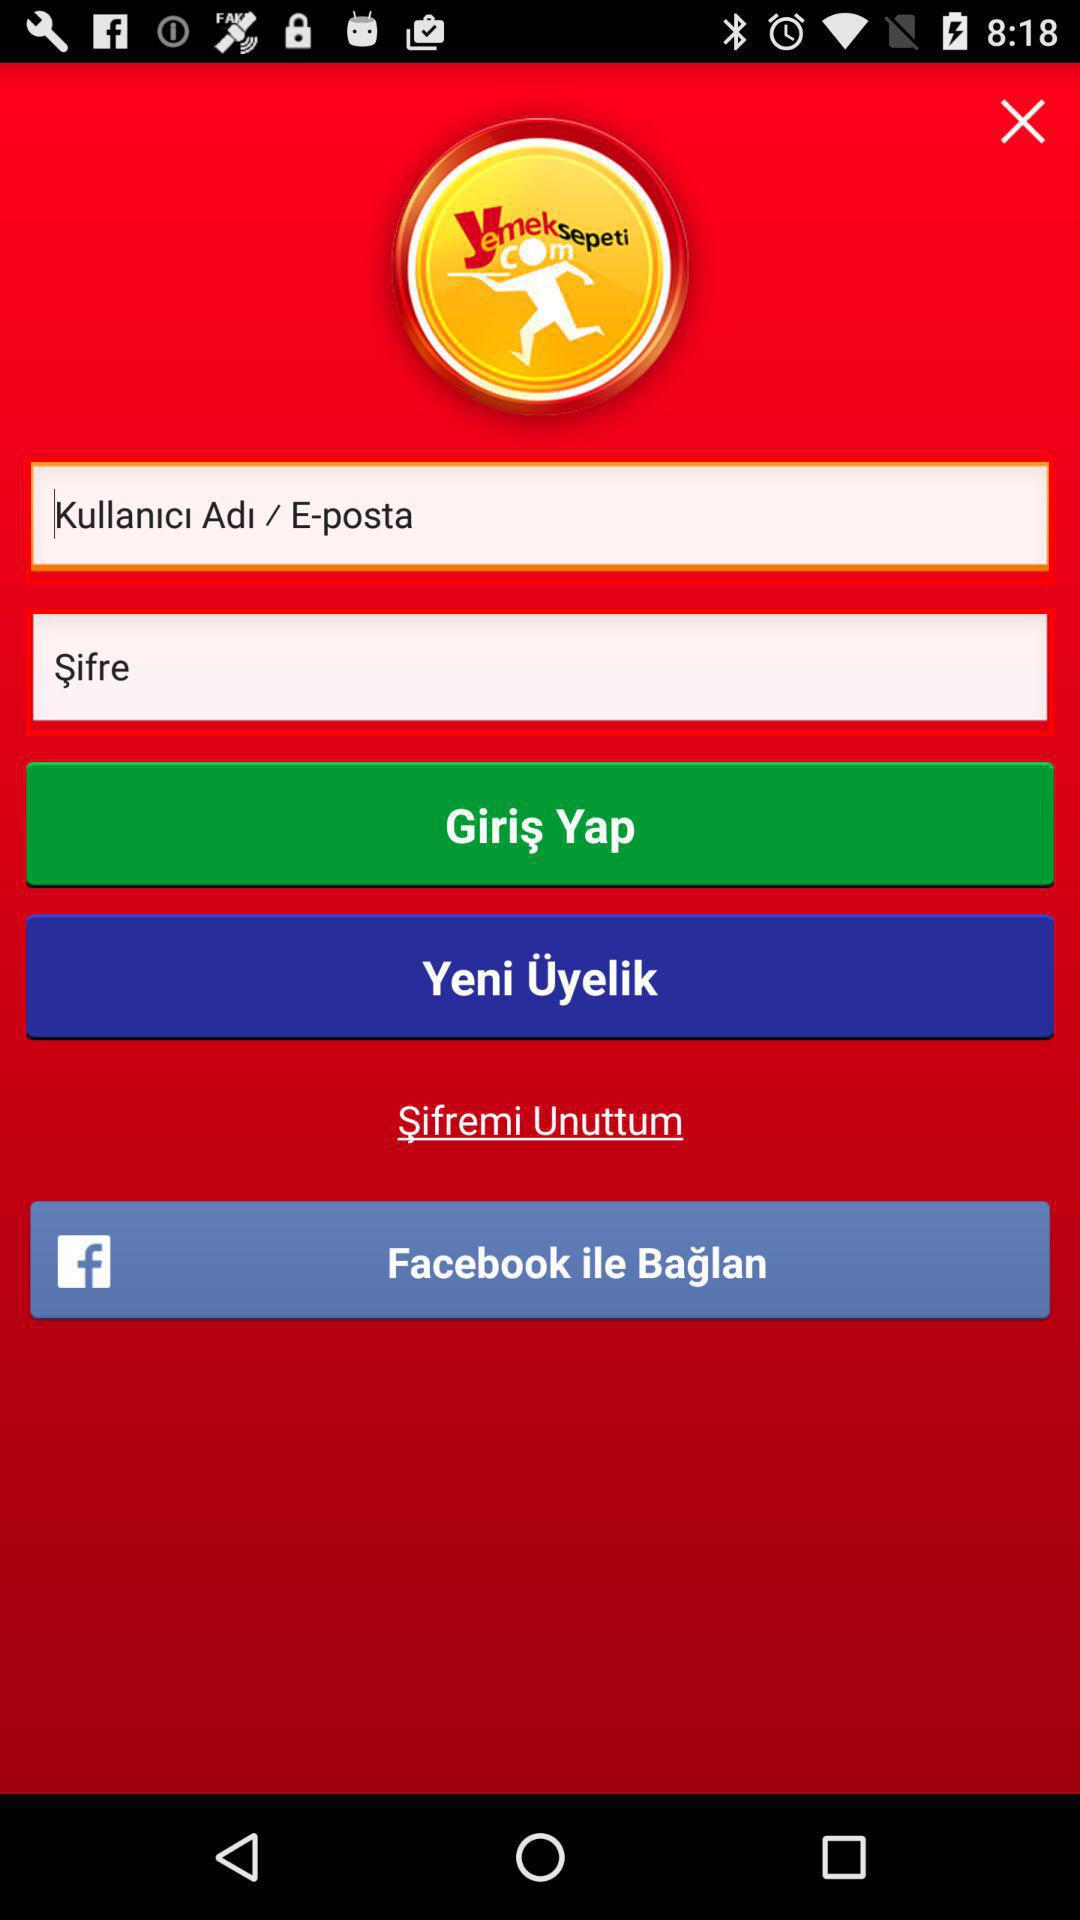 FAKE
8:18
Yemeksepeti
com
Kullanıcı Adı / E-posta
Şifre
Giriş Yap
Yeni Üyelik
Şifremi Unuttum
Facebook ile Bağlan